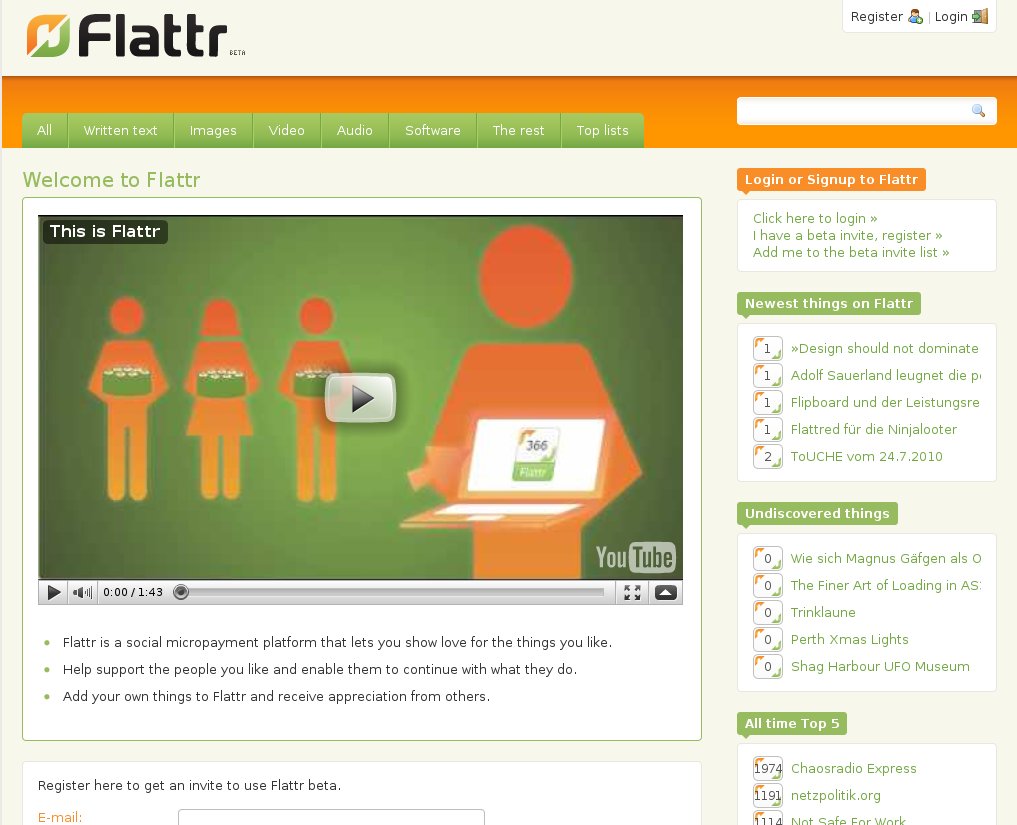 Flattr BETA
Register | Login
All Written text Images Video Audio Software The rest Top lists
Welcome to Flattr
This is Flattr
366
Flattr
YouTube
0:00 / 1:43
Flattr is a social micropayment platform that lets you show love for the things you like.
Help support the people you like and enable them to continue with what they do.
Add your own things to Flattr and receive appreciation from others.
Register here to get an invite to use Flattr beta.
E-mail:
Login or Signup to Flattr
Click here to login »
I have a beta invite, register »
Add me to the beta invite list »
Newest things on Flattr
1 »Design should not dominate
1 Adolf Sauerland leugnet die
1 Flipboard und der Leistungsre
1 Flattred für die Ninjalooter
2 ToUCHE vom 24.7.2010
Undiscovered things
0 Wie sich Magnus Gäfgen als O
0 The Finer Art of Loading in
0 Trinklaune
0 Perth Xmas Lights
0 Shag Harbour UFO Museum
All time Top 5
1974 Chaosradio Express
1191 netzpolitik.org
1114 Not Safe For Work